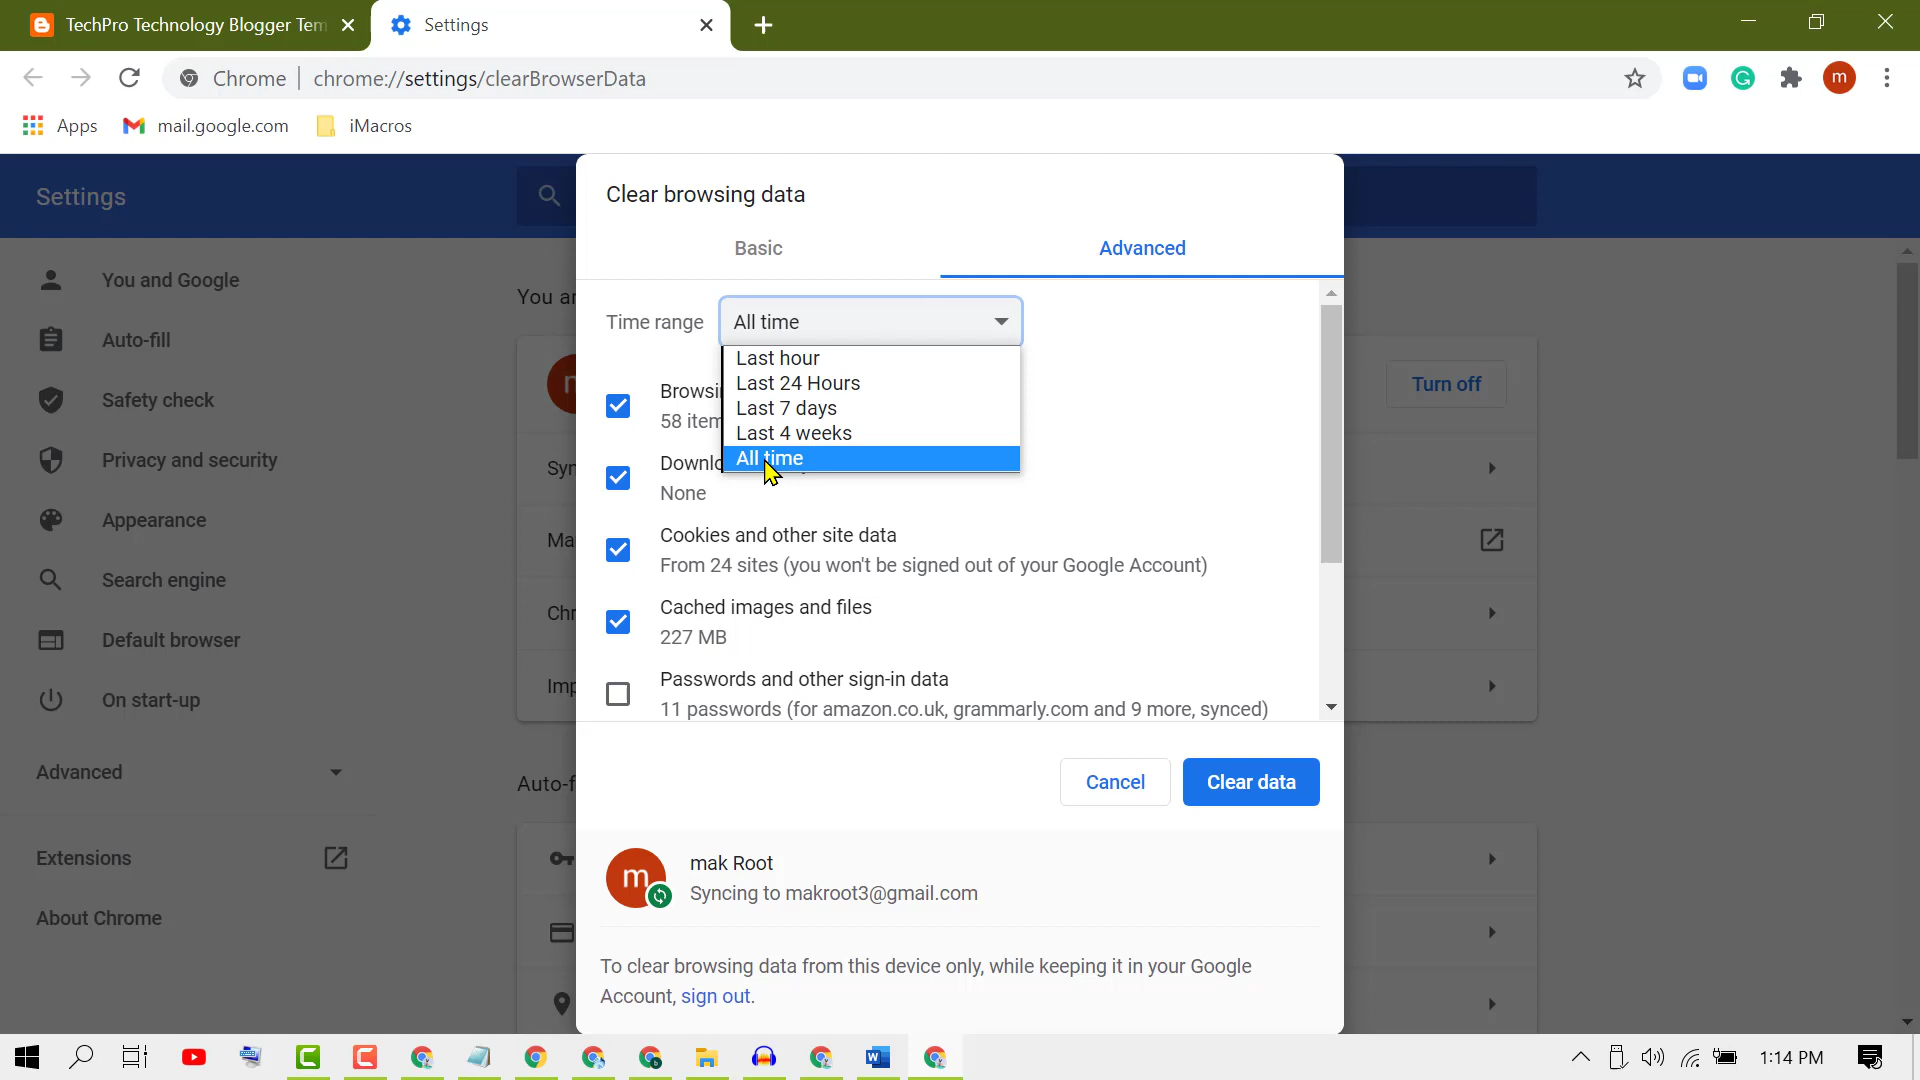 TechPro Technology Blogger Tem
Settings
Chrome
chrome://settings/clearBrowserData
m
Apps
mail.google.com
iMacros
Settings
Clear browsing data
Basic
Advanced
You and Google
Auto-fill
Safety check
Privacy and security
Appearance
Search engine
Default browser
On start-up
Advanced
Extensions
About Chrome
You an
Turn off
Syn
Ma
Chr
Imp
Auto-f
Time range
All time
Last hour
Last 24 Hours
Last 7 days
Last 4 weeks
All time
Browsi
58 item
Downlo
None
Cookies and other site data
From 24 sites (you won't be signed out of your Google Account)
Cached images and files
227 MB
Passwords and other sign-in data
11 passwords (for amazon.co.uk, grammarly.com and 9 more, synced)
Cancel
Clear data
m
mak Root
Syncing to makroot3@gmail.com
To clear browsing data from this device only, while keeping it in your Google
Account, sign out.
1:14 PM